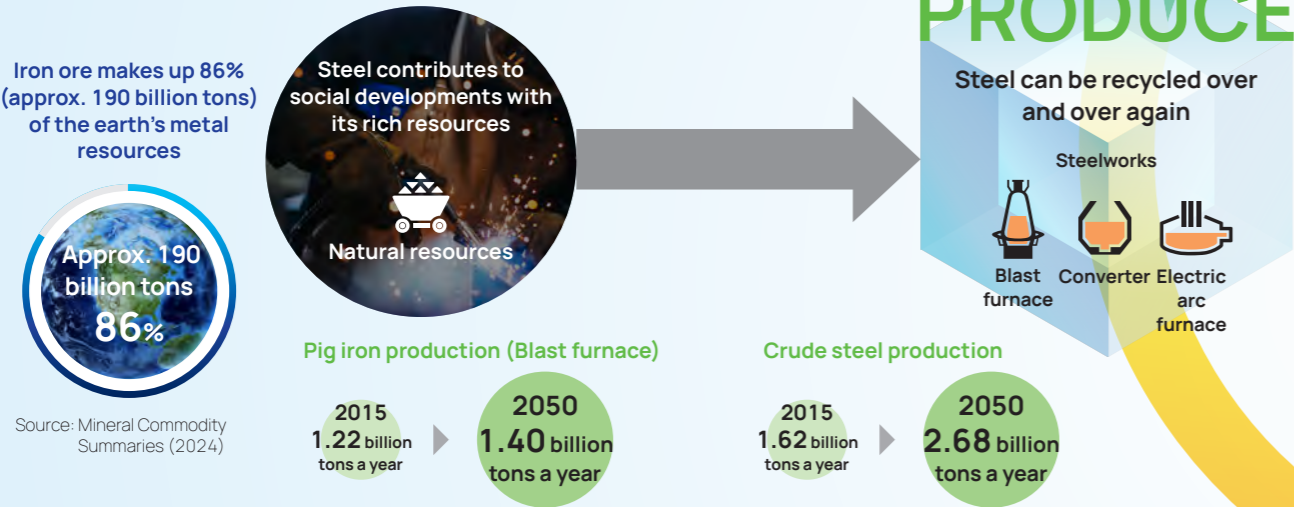 Iron ore makes up 86%
(approx. 190 billion tons)
of the earth's metal
resources
Approx. 190
billion tons
86%
Source: Mineral Commodity
Summaries (2024)
Steel contributes to
social developments with
its rich resources
Natural resources
PRODUCE
Steel can be recycled over
and over again
Steelworks
Blast
furnace
Converter
Electric
arc
furnace
Pig iron production (Blast furnace)
2015
1.22 billion
tons a year
2050
1.40 billion
tons a year
Crude steel production
2015
1.62 billion
tons a year
2050
2.68 billion
tons a year